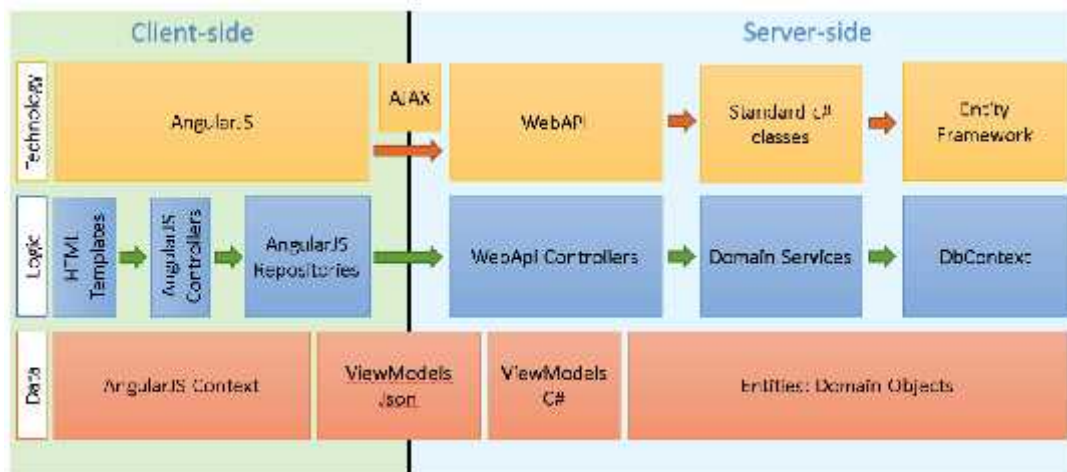 Client-side
Server-side
Technology
AngularJS
AJAX
WebAPI
Standard c#
classes
Entity
Framework
Logic
HTML
Templates
AngularJS
Controllers
AngularJS
Repositories
WebApi Controllers
Domain Services
DbContext
Data
AngularJS Context
ViewModels
Json
ViewModels
C#
Entities: Domain Objects